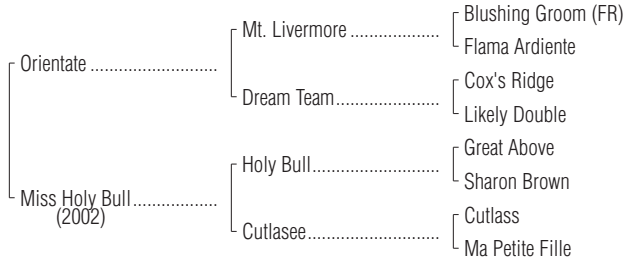 Blushing Groom (FR)
Mt. Livermore ....................
Flama Ardiente
Orientate ............................
Cox's Ridge
Dream Team .......................
Likely Double
Great Above
Holy Bull ............................
Sharon Brown
Miss Holy Bull ...................
(2002)
Cutlass
Cutlasee .............................
Ma Petite Fille